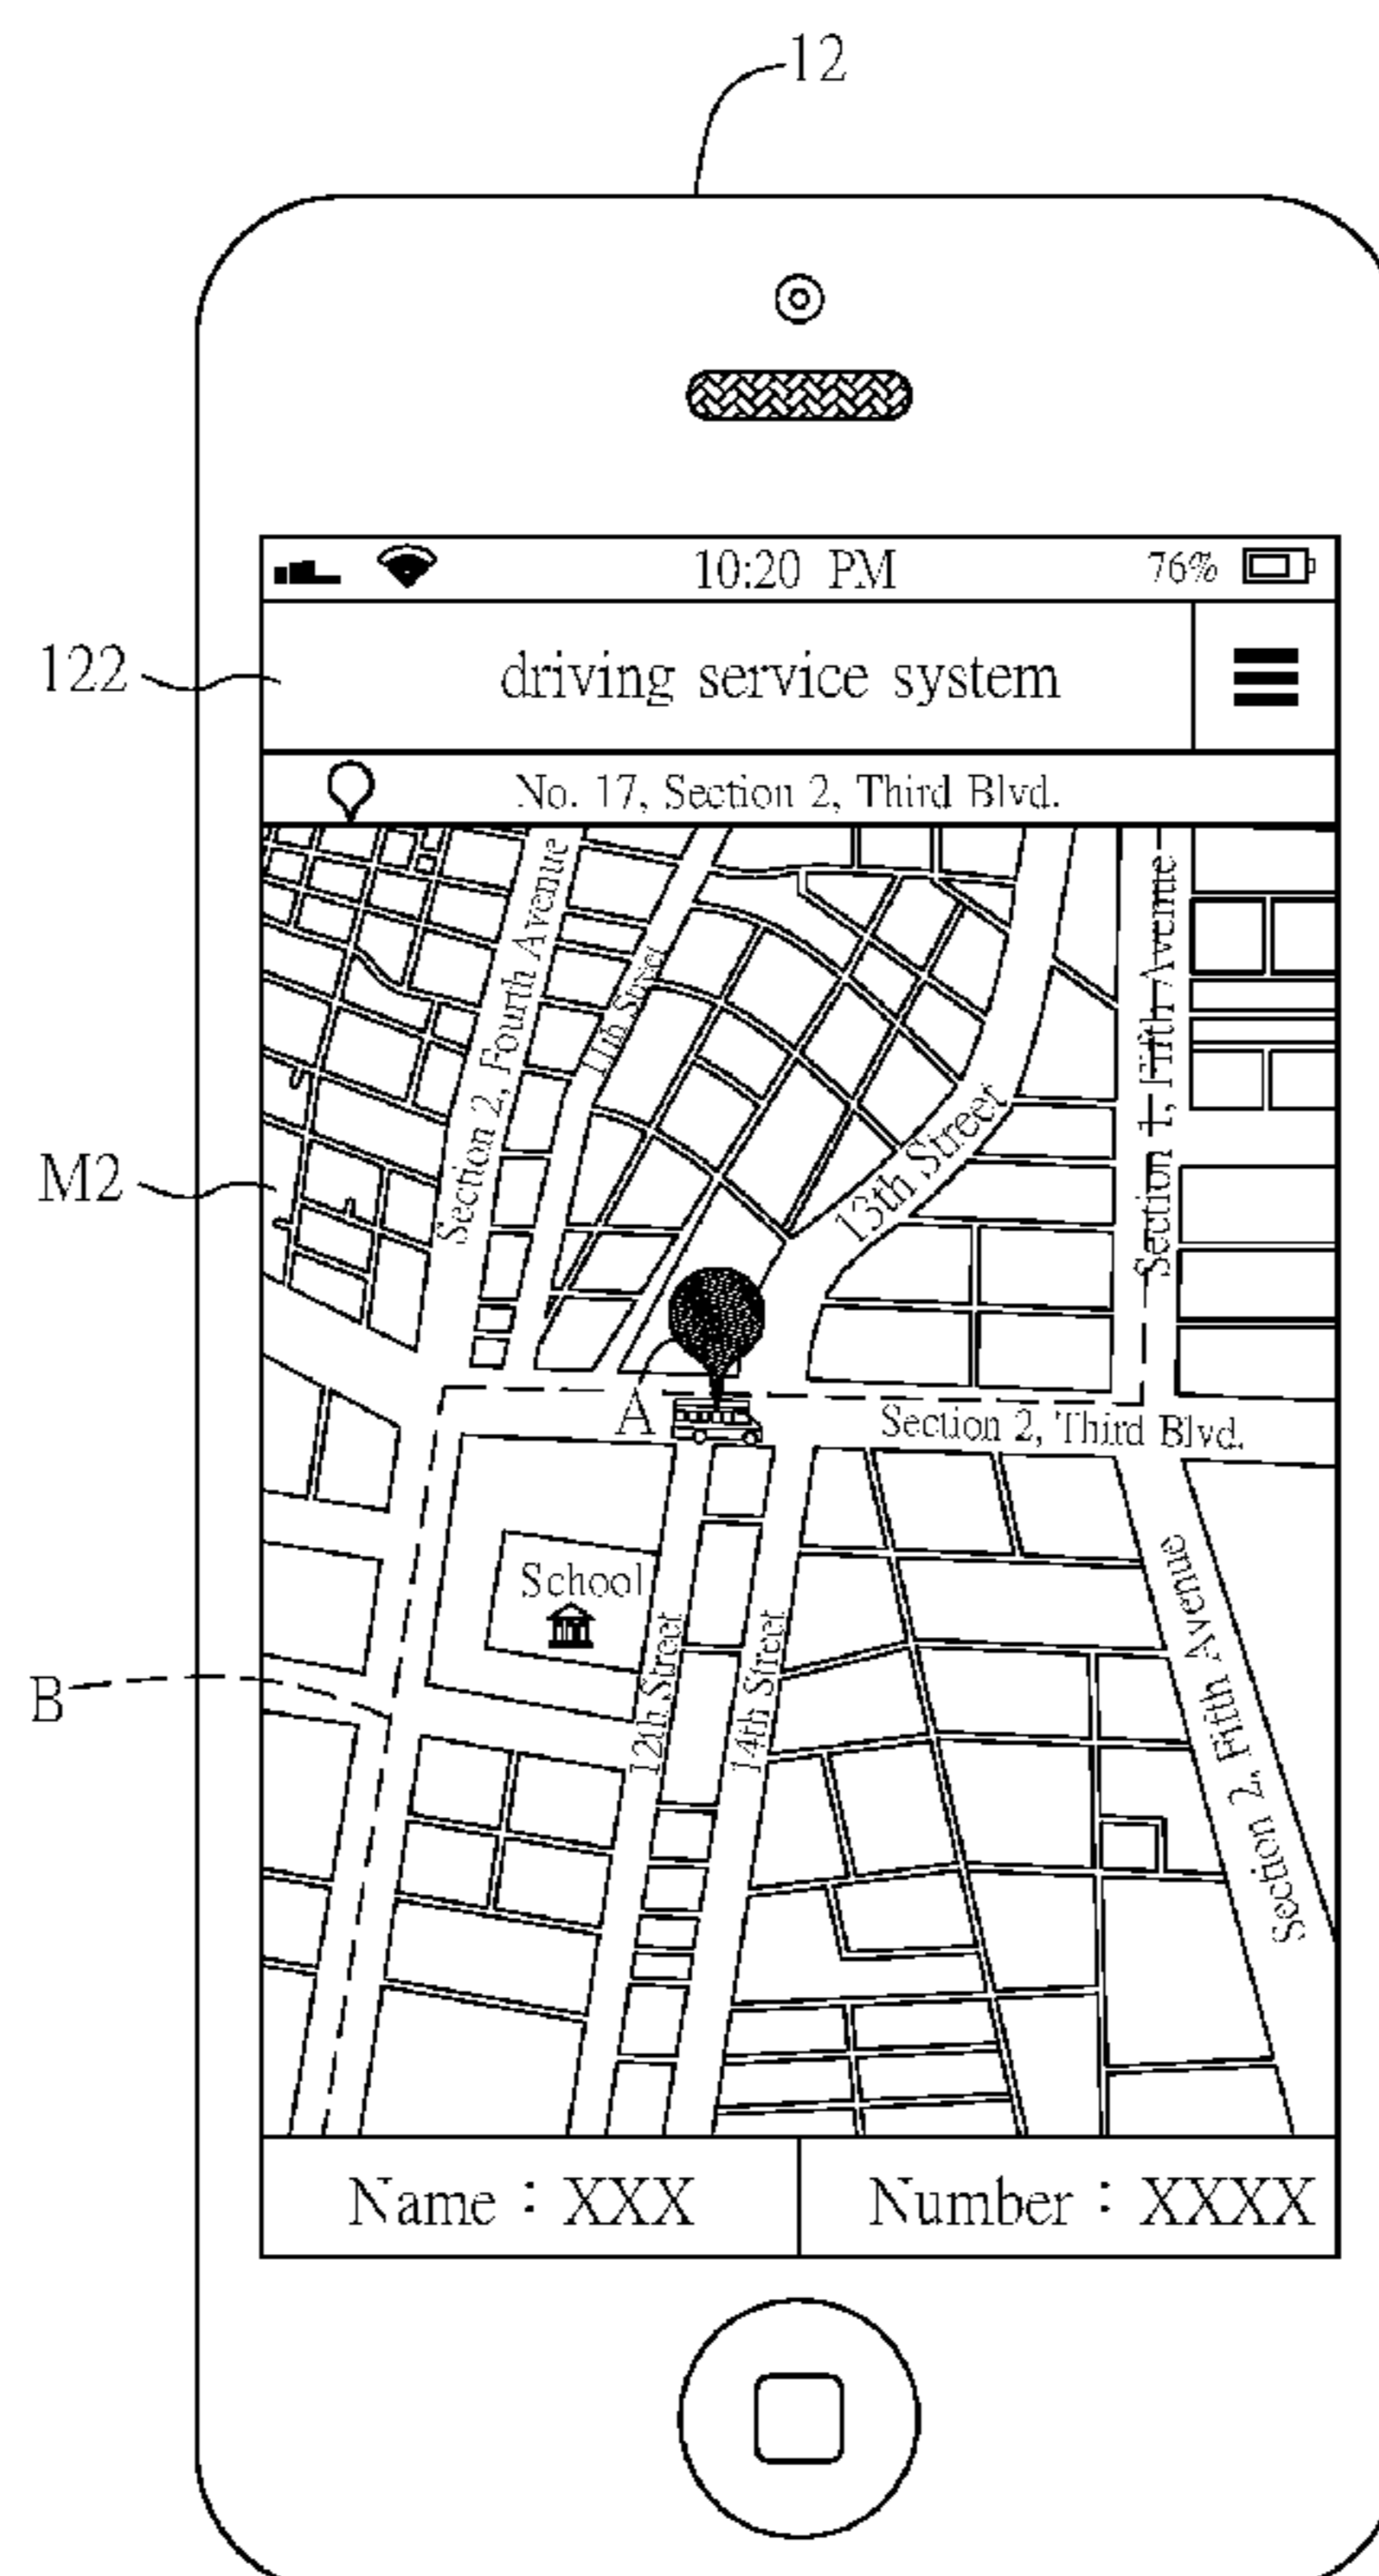 12
10:20 PM
76%
122
driving service system
No. 17, Section 2, Third Blvd.
Section 2, Fourth Avenue
11th Street
Section 1, Fifth Avenue
13th Street
M2
A
Section 2, Third Blvd.
School
12th Street
14th Street
Section 2, Fifth Avenue
B
Name : XXX
Number : XXXX